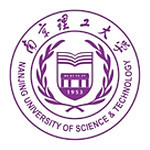 南京理工大学
NANJING UNIVERSITY OF SCIENCE & TECHNOLOGY
1953